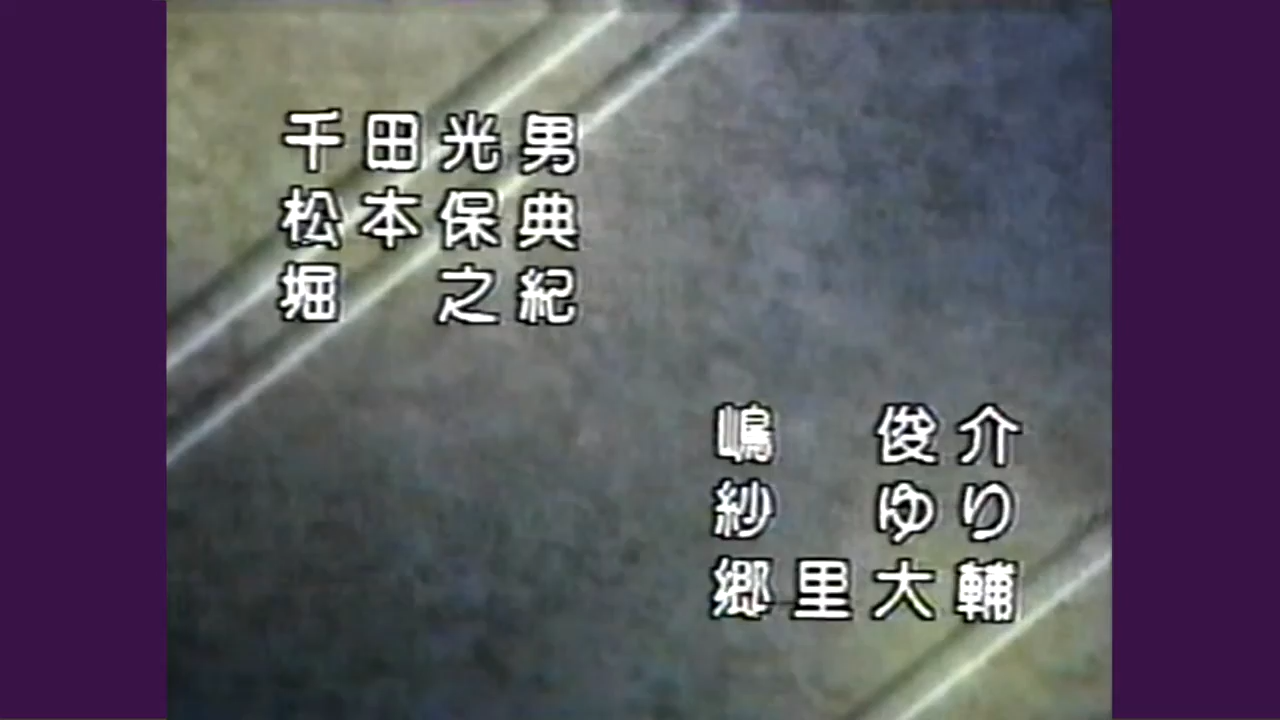 千田光男
松本保典
堀　之紀
嶋　俊介
紗　ゆり
郷里大輔